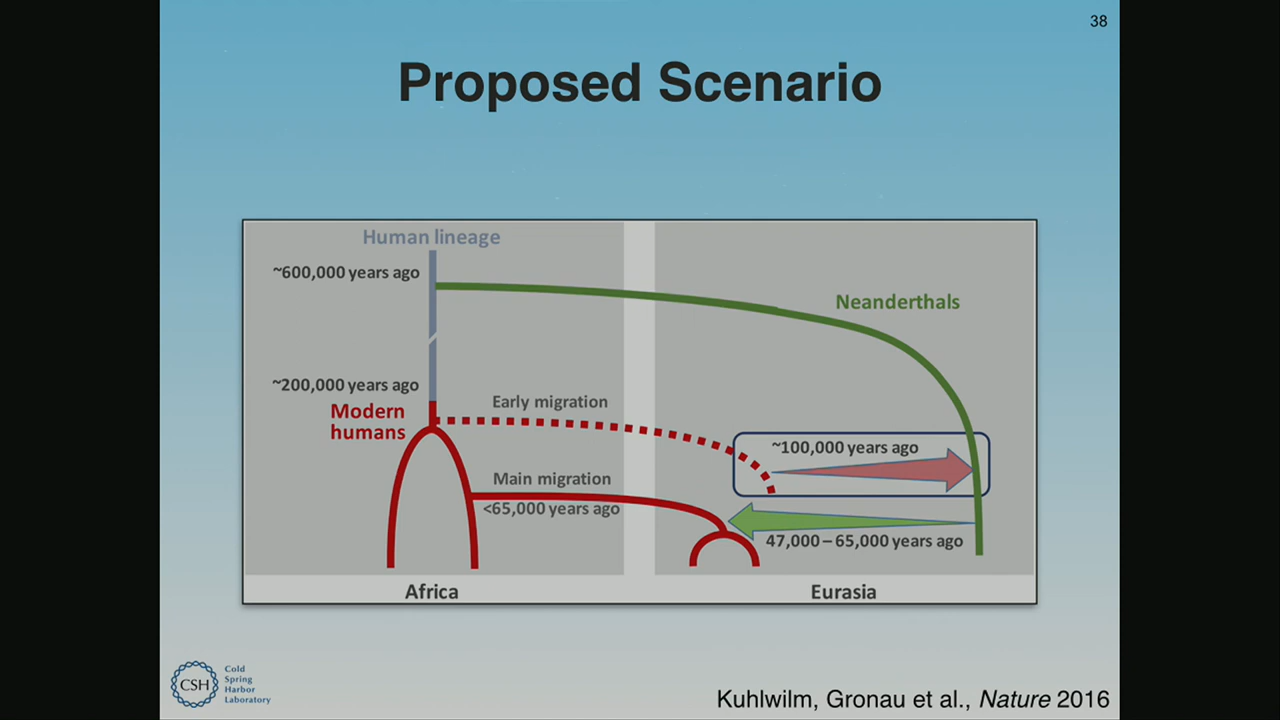 38
Proposed Scenario
Human lineage
~600,000 years ago
Neanderthals
~200,000 years ago
Modern
humans
Early migration
~100,000 years ago
Main migration
<65,000 years ago
47,000 – 65,000 years ago
Africa
Eurasia
CSH
Cold
Spring
Harbor
Laboratory
Kuhlwilm, Gronau et al., Nature 2016